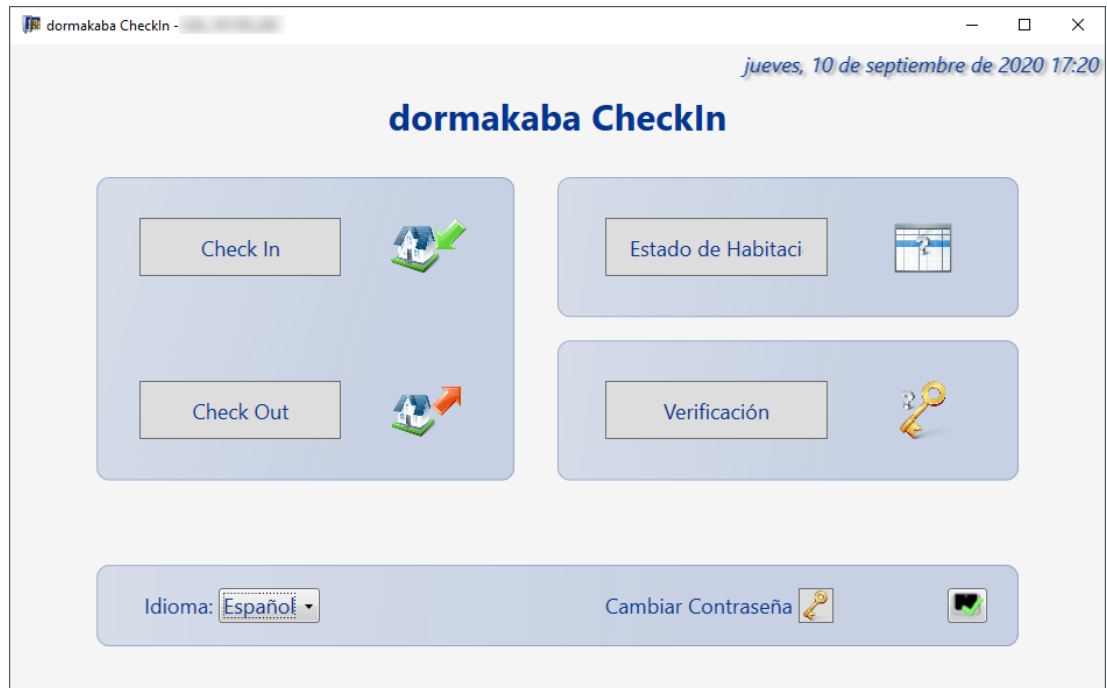 dormakaba CheckIn -
jueves, 10 de septiembre de 2020 17:20
dormakaba CheckIn
Check In
Estado de Habitaci
Check Out
Verificación
Idioma: Español
Cambiar Contraseña